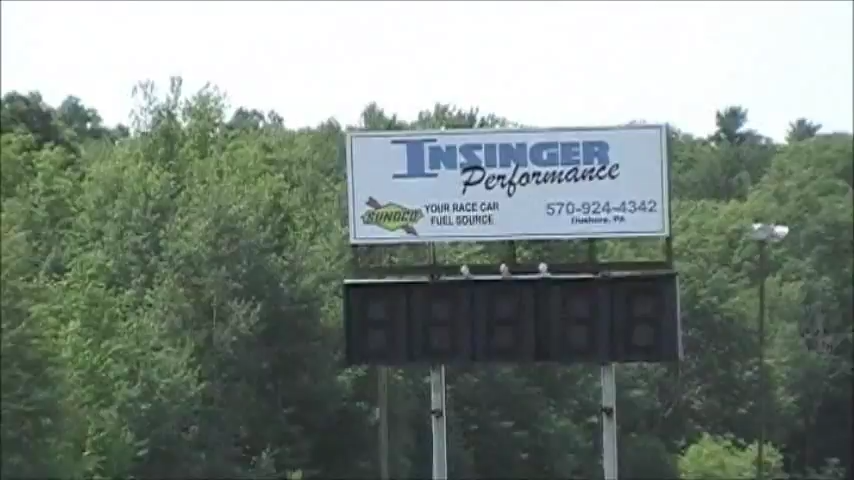 INSINGER
Performance
SUNOCO
YOUR RACE CAR
FUEL SOURCE
570-924-4342
Dushore, PA